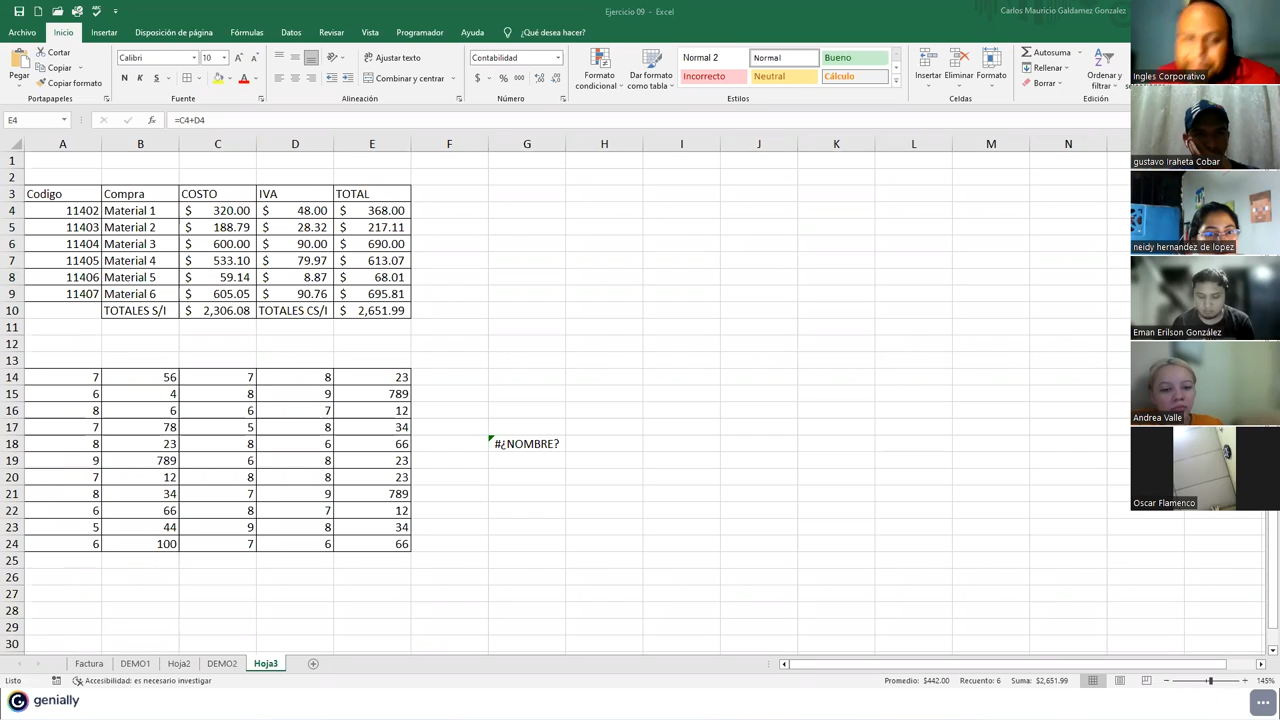 Ejercicio 09 - Excel
Carlos Mauricio Galdamez Gonzalez
Archivo Inicio Insertar Disposición de página Fórmulas Datos Revisar Vista Programador Ayuda ¿Qué desea hacer?
Pegar
Cortar
Copiar
Copiar formato
Portapapeles
Calibri 10
N K S
Fuente
Ajustar texto
Combinar y centrar
Alineación
Contabilidad
$ % 000
Número
Formato condicional
Dar formato como tabla
Normal 2 Normal Bueno
Incorrecto Neutral Cálculo
Estilos
Insertar Eliminar Formato
Celdas
Autosuma
Rellenar
Borrar
Ordenar y filtrar
Edición
E4 fx =C4+D4
A B C D E F G H I J K L M N
1
2
3 Codigo Compra COSTO IVA TOTAL
4 11402 Material 1 $ 320.00 $ 48.00 $ 368.00
5 11403 Material 2 $ 188.79 $ 28.32 $ 217.11
6 11404 Material 3 $ 600.00 $ 90.00 $ 690.00
7 11405 Material 4 $ 533.10 $ 79.97 $ 613.07
8 11406 Material 5 $ 59.14 $ 8.87 $ 68.01
9 11407 Material 6 $ 605.05 $ 90.76 $ 695.81
10 TOTALES S/I $ 2,306.08 TOTALES CS/I $ 2,651.99
11
12
13
14 7 56 7 8 23
15 6 4 8 9 789
16 8 6 6 7 12
17 7 78 5 8 34
18 8 23 8 6 66 #¿NOMBRE?
19 9 789 6 8 23
20 7 12 8 8 23
21 8 34 7 9 789
22 6 66 8 7 12
23 5 44 9 8 34
24 6 100 7 6 66
25
26
27
28
29
30
Factura DEMO1 Hoja2 DEMO2 Hoja3
Listo Accesibilidad: es necesario investigar Promedio: $442.00 Recuento: 6 Suma: $2,651.99 145%
genially
Ingles Corporativo
gustavo Iraheta Cobar
neidy hernandez de lopez
Eman Erilson González
Andrea Valle
Oscar Flamenco